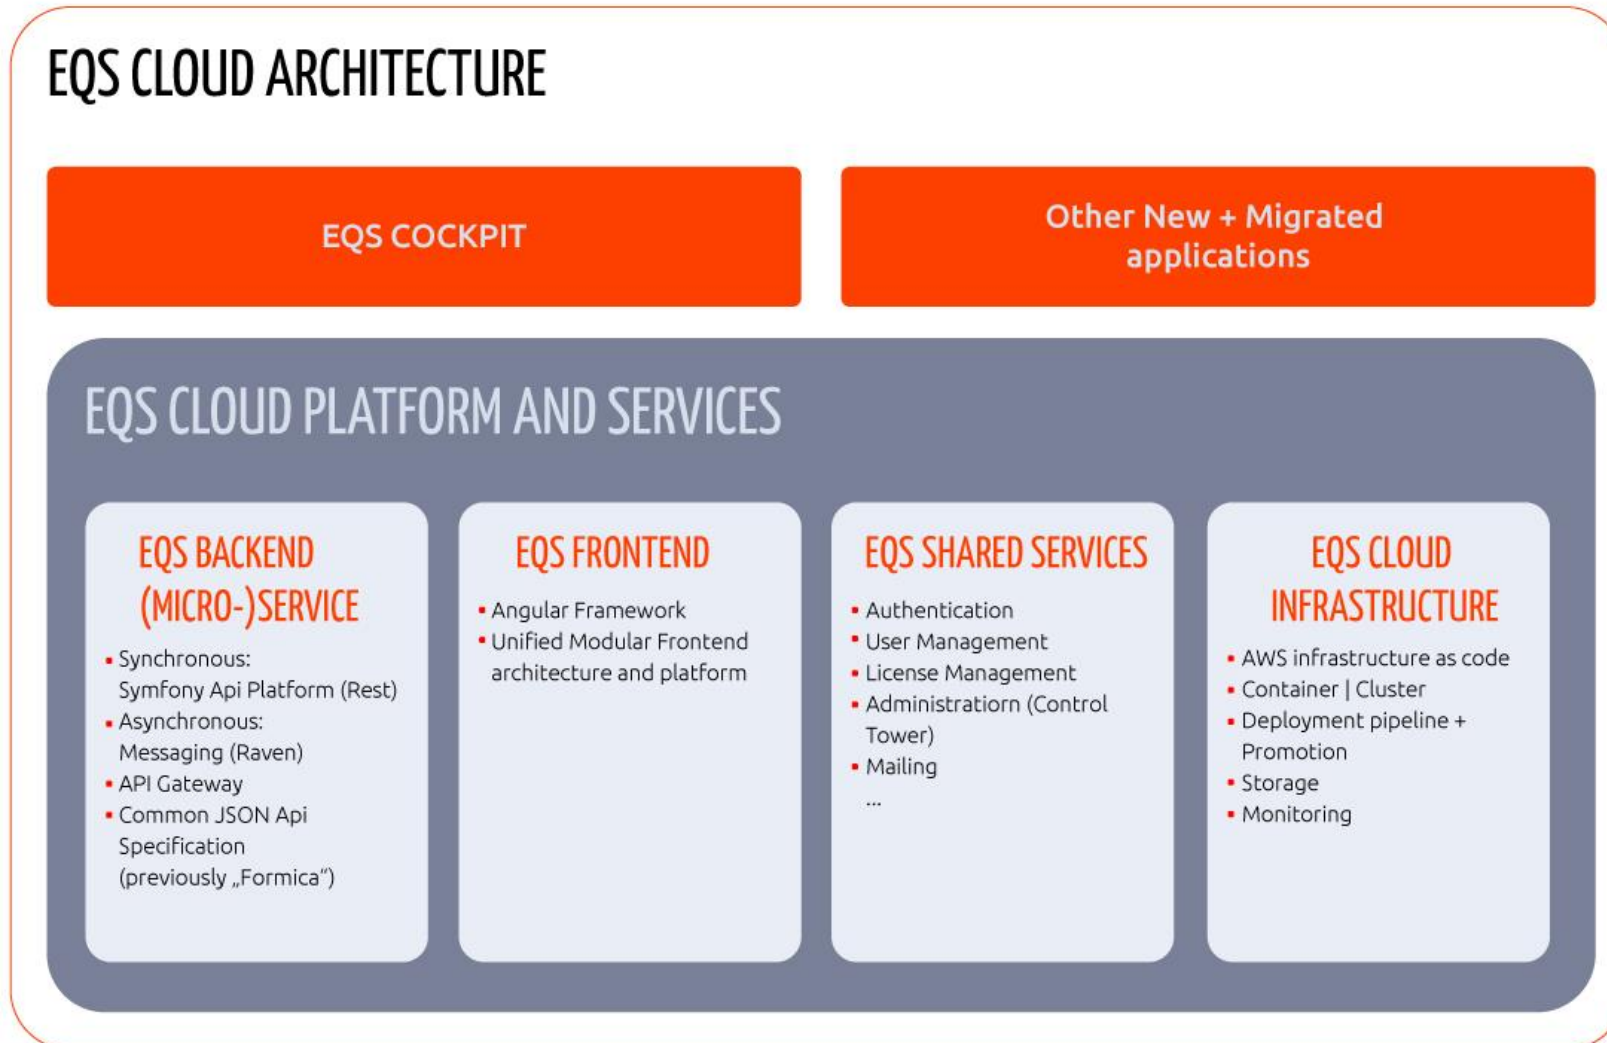 EQS CLOUD ARCHITECTURE
EQS COCKPIT
Other New + Migrated
applications
EQS CLOUD PLATFORM AND SERVICES
EQS BACKEND
(MICRO-)SERVICE
▪ Synchronous:
Symfony Api Platform (Rest)
▪ Asynchronous:
Messaging (Raven)
▪ API Gateway
▪ Common JSON Api
Specification
(previously „Formica“)
EQS FRONTEND
▪ Angular Framework
▪ Unified Modular Frontend
architecture and platform
EQS SHARED SERVICES
▪ Authentication
▪ User Management
▪ License Management
▪ Administratiorn (Control
Tower)
▪ Mailing
...
EQS CLOUD
INFRASTRUCTURE
▪ AWS infrastructure as code
▪ Container | Cluster
▪ Deployment pipeline +
Promotion
▪ Storage
▪ Monitoring